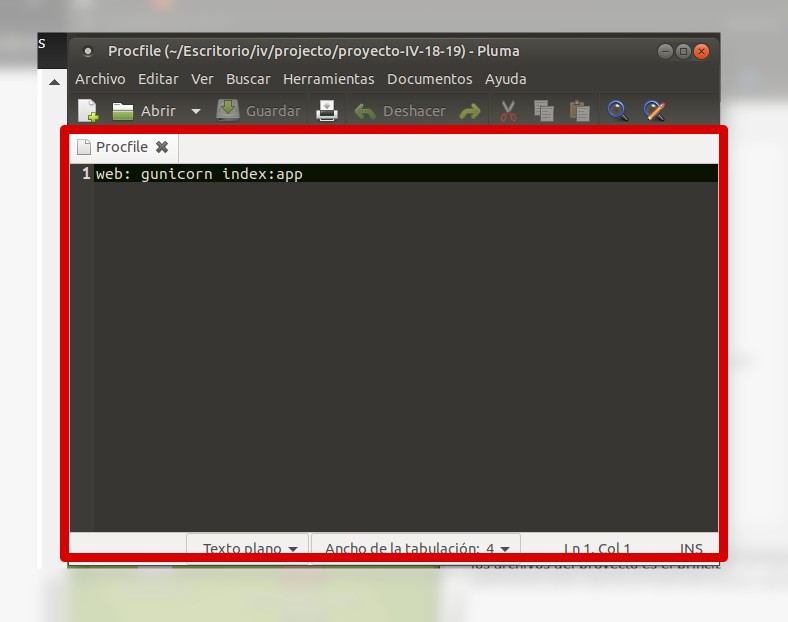 s
Procfile (~/Escritorio/iv/projecto/proyecto-IV-18-19) - Pluma
Archivo Editar Ver Buscar Herramientas Documentos Ayuda
Abrir Guardar Deshacer
Procfile
1 web: gunicorn index:app
Texto plano Ancho de la tabulación: 4 Ln 1, Col 1 INS
los archivos del proyecto es el